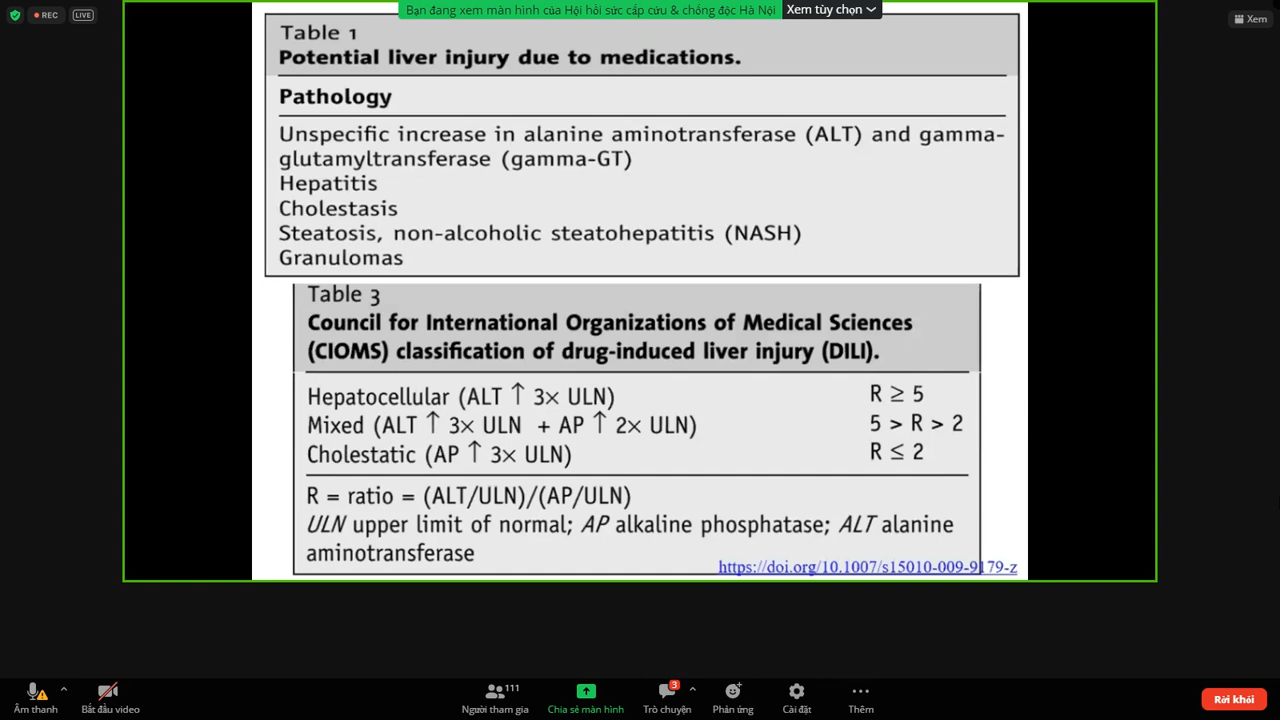 REC
LIVE
Bạn đang xem màn hình của Hội hồi sức cấp cứu & chống độc Hà Nội
Xem tùy chọn
Xem
Table 1
Potential liver injury due to medications.
Pathology
Unspecific increase in alanine aminotransferase (ALT) and gamma-
glutamyltransferase (gamma-GT)
Hepatitis
Cholestasis
Steatosis, non-alcoholic steatohepatitis (NASH)
Granulomas
Table 3
Council for International Organizations of Medical Sciences
(CIOMS) classification of drug-induced liver injury (DILI).
Hepatocellular (ALT ↑ 3× ULN) R ≥ 5
Mixed (ALT ↑ 3× ULN + AP ↑ 2× ULN) 5 > R > 2
Cholestatic (AP ↑ 3× ULN) R ≤ 2
R = ratio = (ALT/ULN)/(AP/ULN)
ULN upper limit of normal; AP alkaline phosphatase; ALT alanine
aminotransferase
https://doi.org/10.1007/s15010-009-9179-z
111
3
Âm thanh
Bắt đầu video
Người tham gia
Chia sẻ màn hình
Trò chuyện
Phản ứng
Cài đặt
Thêm
Rời khỏi